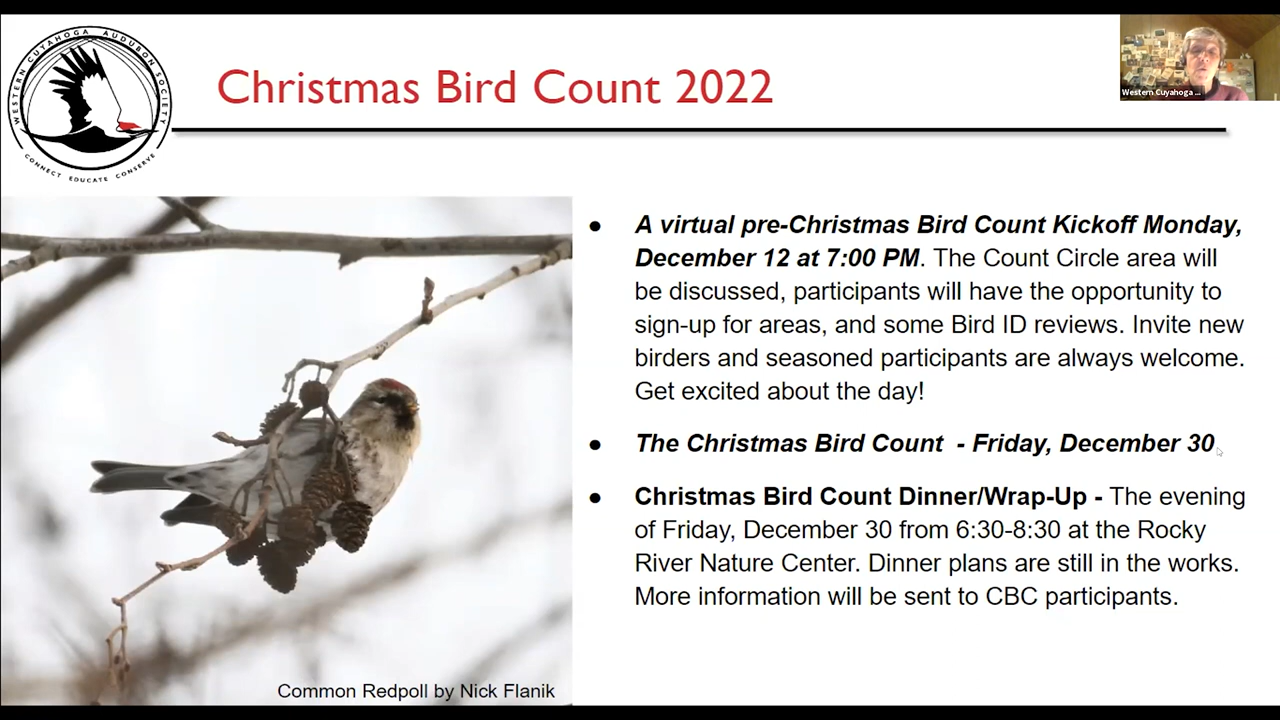 WESTERN CUYAHOGA AUDUBON SOCIETY
CONNECT EDUCATE CONSERVE
Christmas Bird Count 2022
Western Cuyahoga ...
● A virtual pre-Christmas Bird Count Kickoff Monday,
December 12 at 7:00 PM. The Count Circle area will
be discussed, participants will have the opportunity to
sign-up for areas, and some Bird ID reviews. Invite new
birders and seasoned participants are always welcome.
Get excited about the day!
● The Christmas Bird Count - Friday, December 30
● Christmas Bird Count Dinner/Wrap-Up - The evening
of Friday, December 30 from 6:30-8:30 at the Rocky
River Nature Center. Dinner plans are still in the works.
More information will be sent to CBC participants.
Common Redpoll by Nick Flanik